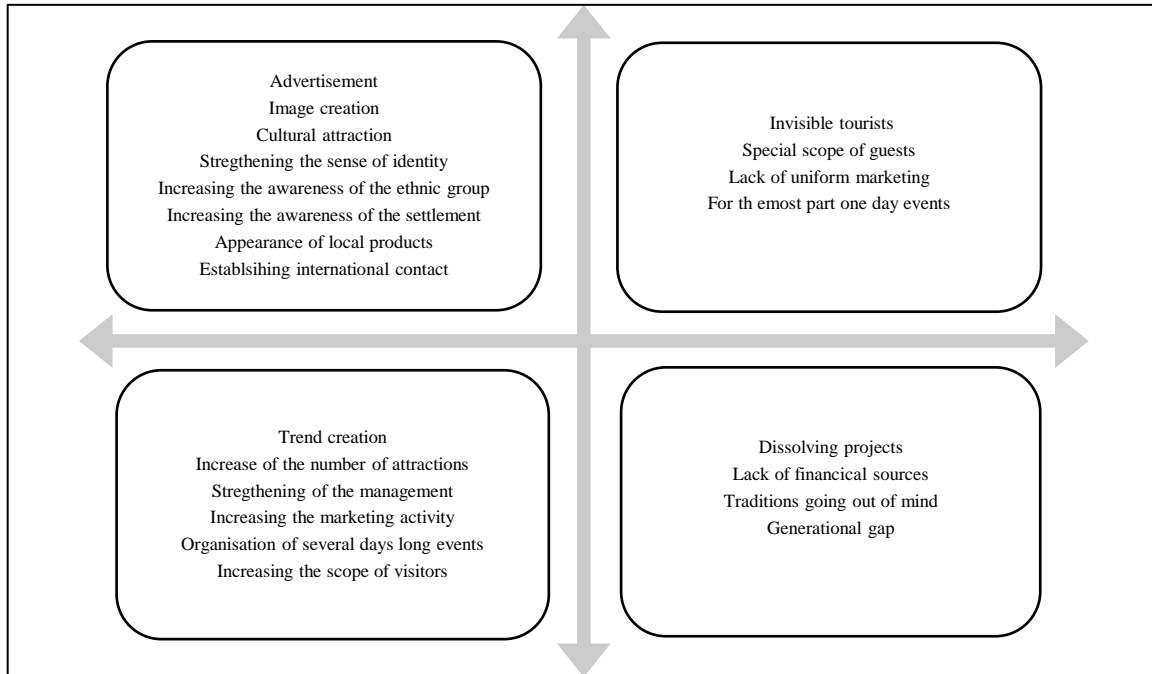 Advertisement
Image creation
Cultural attraction
Stregthening the sense of identity
Increasing the awareness of the ethnic group
Increasing the awareness of the settlement
Appearance of local products
Establsihing international contact
Invisible tourists
Special scope of guests
Lack of uniform marketing
For th emost part one day events
Trend creation
Increase of the number of attractions
Stregthening of the management
Increasing the marketing activity
Organisation of several days long events
Increasing the scope of visitors
Dissolving projects
Lack of financical sources
Traditions going out of mind
Generational gap